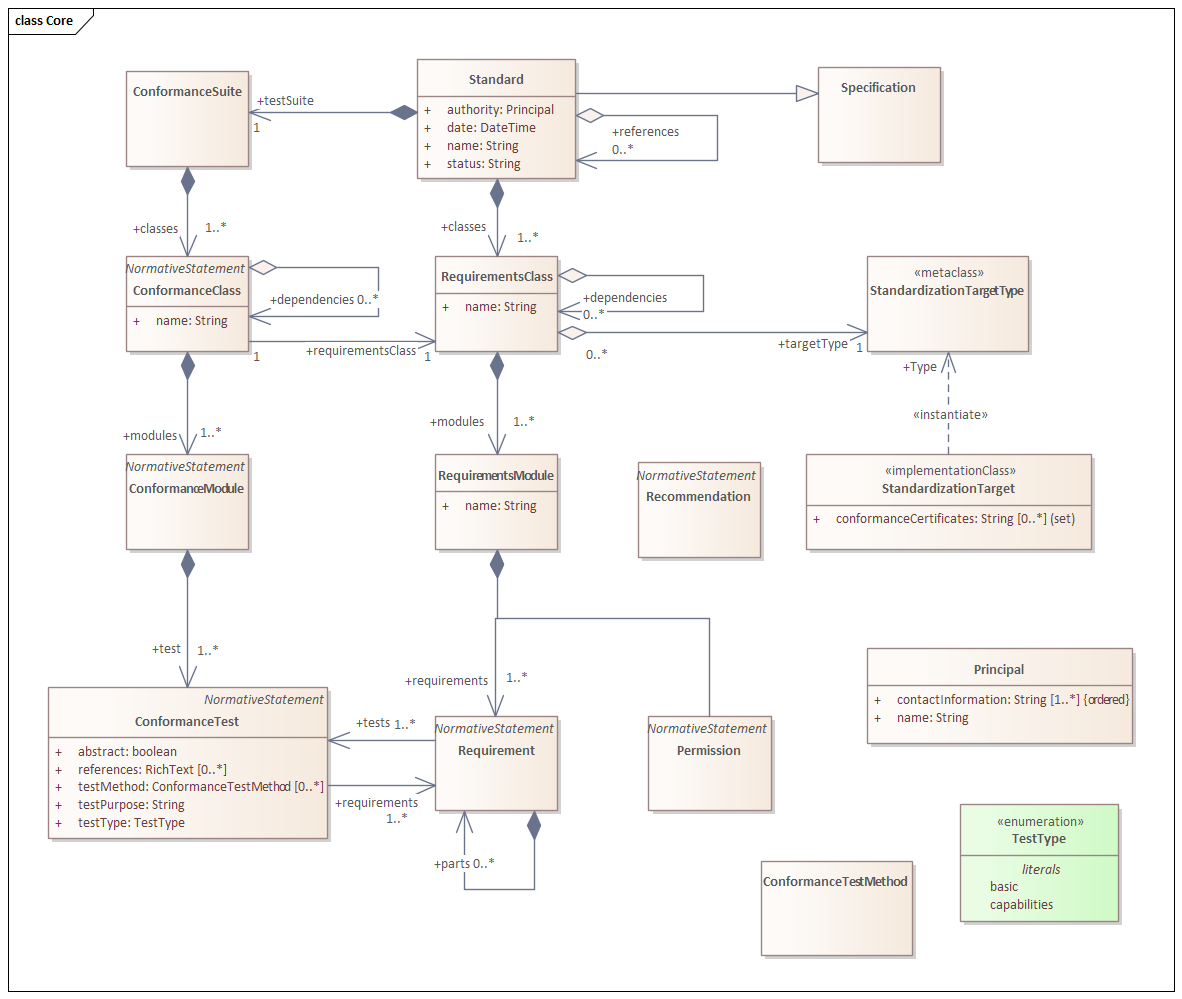 class Core
ConformanceSuite
+testSuite
1
Standard
+ authority: Principal
+ date: DateTime
+ name: String
+ status: String
+references
0..*
Specification
+classes
1..*
+classes
1..*
NormativeStatement
ConformanceClass
+ name: String
+dependencies 0..*
1
+requirementsClass
1
RequirementsClass
+ name: String
+dependencies
0..*
0..*
+targetType
1
«metaclass»
StandardizationTargetType
+Type
«instantiate»
+modules
1..*
+modules
1..*
NormativeStatement
ConformanceModule
RequirementsModule
+ name: String
NormativeStatement
Recommendation
«implementationClass»
StandardizationTarget
+ conformanceCertificates: String [0..*] (set)
+test
1..*
+requirements
1..*
Principal
+ contactInformation: String [1..*] {ordered}
+ name: String
NormativeStatement
ConformanceTest
+ abstract: boolean
+ references: RichText [0..*]
+ testMethod: ConformanceTestMethod [0..*]
+ testPurpose: String
+ testType: TestType
+tests 1..*
+requirements
1..*
NormativeStatement
Requirement
+parts 0..*
NormativeStatement
Permission
«enumeration»
TestType
literals
basic
capabilities
ConformanceTestMethod